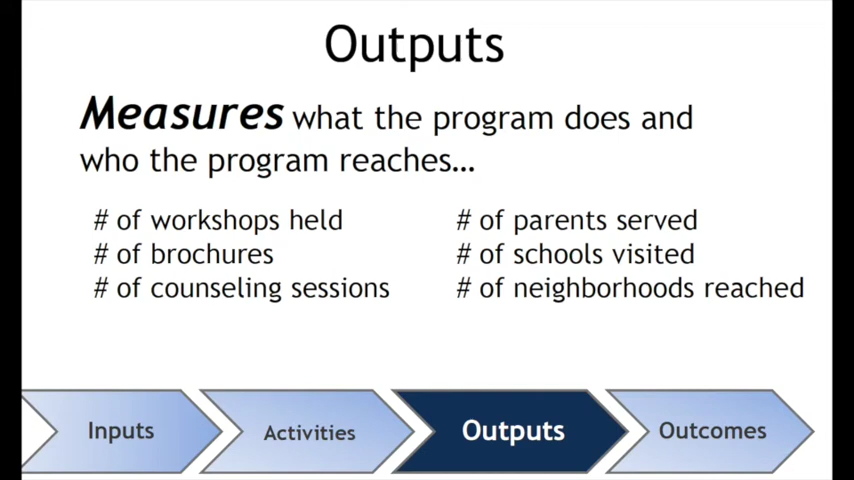 Outputs
Measures what the program does and
who the program reaches…
# of workshops held
# of brochures
# of counseling sessions
# of parents served
# of schools visited
# of neighborhoods reached
Inputs
Activities
Outputs
Outcomes